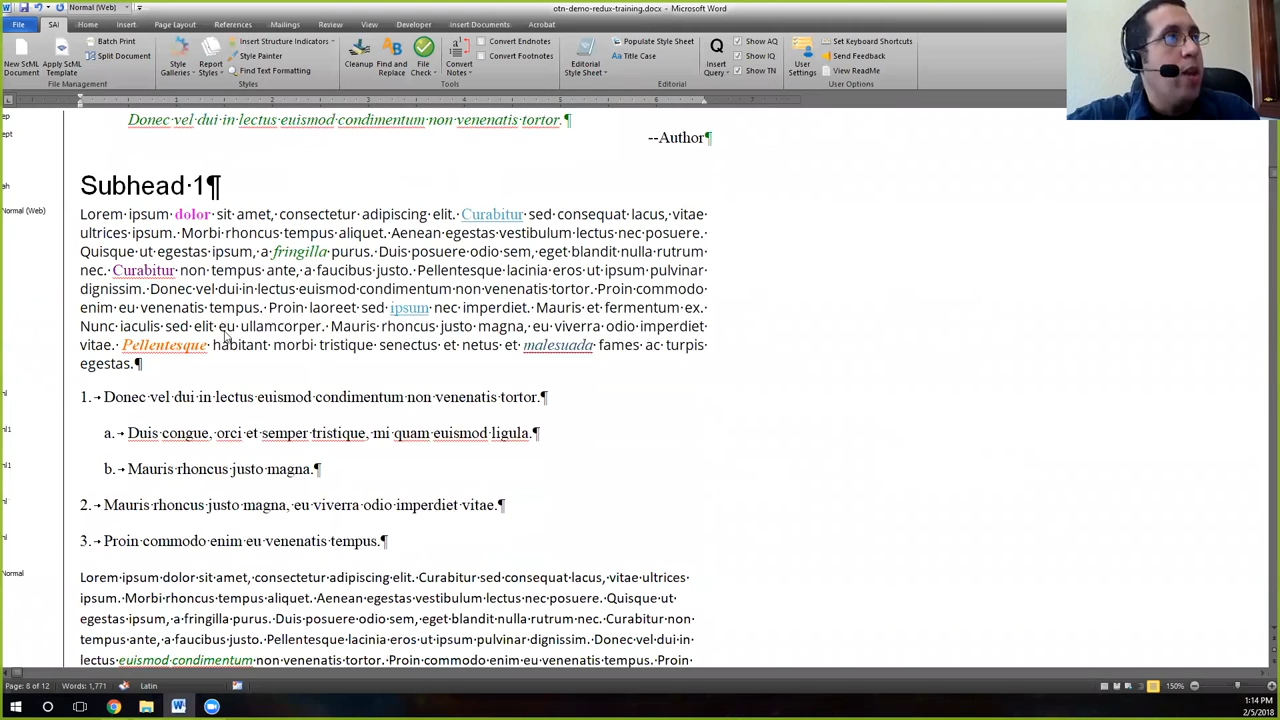 Normal (Web)
otn-demo-redux-training.docx - Microsoft Word
File SAI Home Insert Page Layout References Mailings Review View Developer Insert Documents Acrobat
New ScML Document
Apply ScML Template
Batch Print
Split Document
File Management
Style Galleries
Report Styles
Insert Structure Indicators
Style Painter
Find Text Formatting
Styles
Cleanup
Find and Replace
File Check
Convert Notes
Convert Endnotes
Convert Footnotes
Editorial Style Sheet
Populate Style Sheet
Title Case
Insert Query
Show AQ
Show IQ
Show TN
Editorial
User Settings
Set Keyboard Shortcuts
Send Feedback
View ReadMe
User Options
ep Donec·vel·dui·in·lectus·euismod·condimentum·non·venenatis·tortor.¶
ept --Author¶
ah Subhead·1¶
Normal (Web) Lorem·ipsum·dolor·sit·amet,·consectetur·adipiscing·elit.·Curabitur·sed·consequat·lacus,·vitae·
ultrices·ipsum.·Morbi·rhoncus·tempus·aliquet.·Aenean·egestas·vestibulum·lectus·nec·posuere.·
Quisque·ut·egestas·ipsum,·a·fringilla·purus.·Duis·posuere·odio·sem,·eget·blandit·nulla·rutrum·
nec.·Curabitur·non·tempus·ante,·a·faucibus·justo.·Pellentesque·lacinia·eros·ut·ipsum·pulvinar·
dignissim.·Donec·vel·dui·in·lectus·euismod·condimentum·non·venenatis·tortor.·Proin·commodo·
enim·eu·venenatis·tempus.·Proin·laoreet·sed·ipsum·nec·imperdiet.·Mauris·et·fermentum·ex.·
Nunc·iaculis·sed·elit·eu·ullamcorper.·Mauris·rhoncus·justo·magna,·eu·viverra·odio·imperdiet·
vitae.·Pellentesque·habitant·morbi·tristique·senectus·et·netus·et·malesuada·fames·ac·turpis·
egestas.¶
nl 1.→Donec·vel·dui·in·lectus·euismod·condimentum·non·venenatis·tortor.¶
nl1 a.→Duis·congue,·orci·et·semper·tristique,·mi·quam·euismod·ligula.¶
nl1 b.→Mauris·rhoncus·justo·magna.¶
nl 2.→Mauris·rhoncus·justo·magna,·eu·viverra·odio·imperdiet·vitae.¶
nl 3.→Proin·commodo·enim·eu·venenatis·tempus.¶
Normal Lorem·ipsum·dolor·sit·amet,·consectetur·adipiscing·elit.·Curabitur·sed·consequat·lacus,·vitae·ultrices·
ipsum.·Morbi·rhoncus·tempus·aliquet.·Aenean·egestas·vestibulum·lectus·nec·posuere.·Quisque·ut·
egestas·ipsum,·a·fringilla·purus.·Duis·posuere·odio·sem,·eget·blandit·nulla·rutrum·nec.·Curabitur·non·
tempus·ante,·a·faucibus·justo.·Pellentesque·lacinia·eros·ut·ipsum·pulvinar·dignissim.·Donec·vel·dui·in·
lectus·euismod·condimentum·non·venenatis·tortor.·Proin·commodo·enim·eu·venenatis·tempus.·Proin·
Page: 8 of 12 Words: 1,771 Latin 150%
1:14 PM
2/5/2018